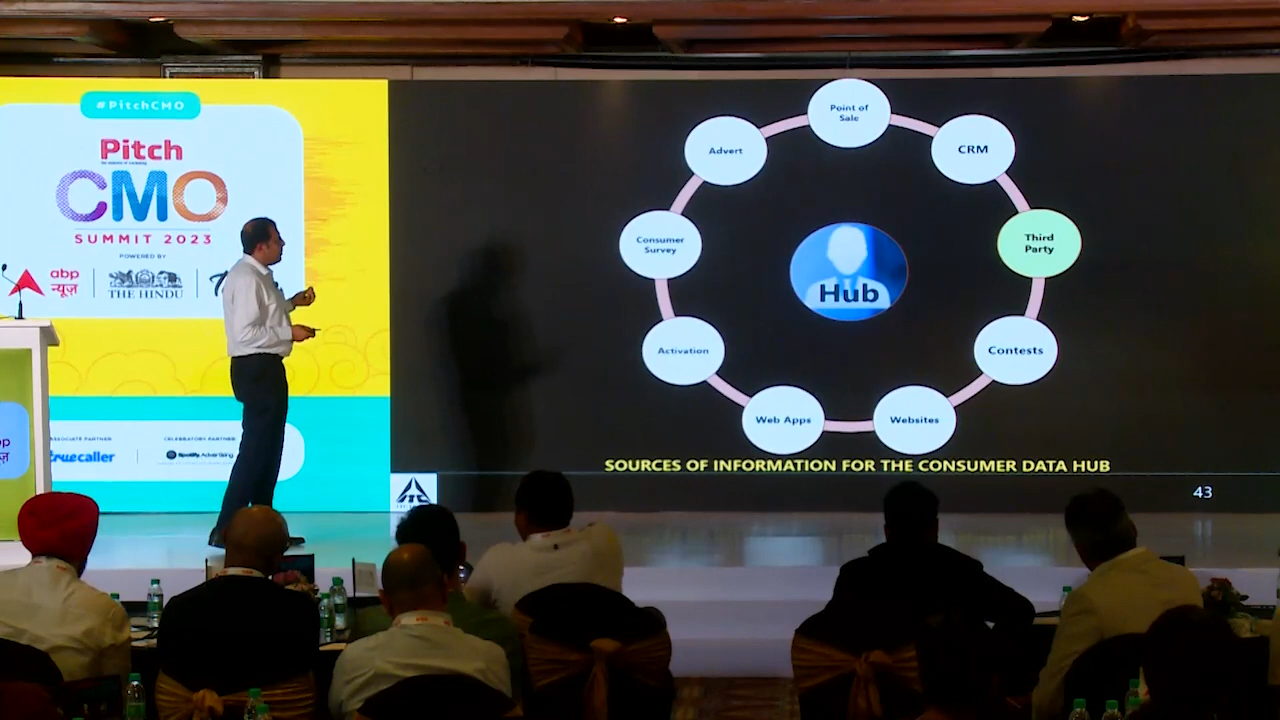 #PitchCMO
Pitch
CMO
SUMMIT 2023
POWERED BY
abp
न्यूज़
THE HINDU
ASSOCIATE PARTNER
truecaller
CELEBRATORY PARTNER
Spotify Advertising
Point of
Sale
Advert
CRM
Consumer
Survey
Third
Party
Hub
Activation
Contests
Web Apps
Websites
SOURCES OF INFORMATION FOR THE CONSUMER DATA HUB
43